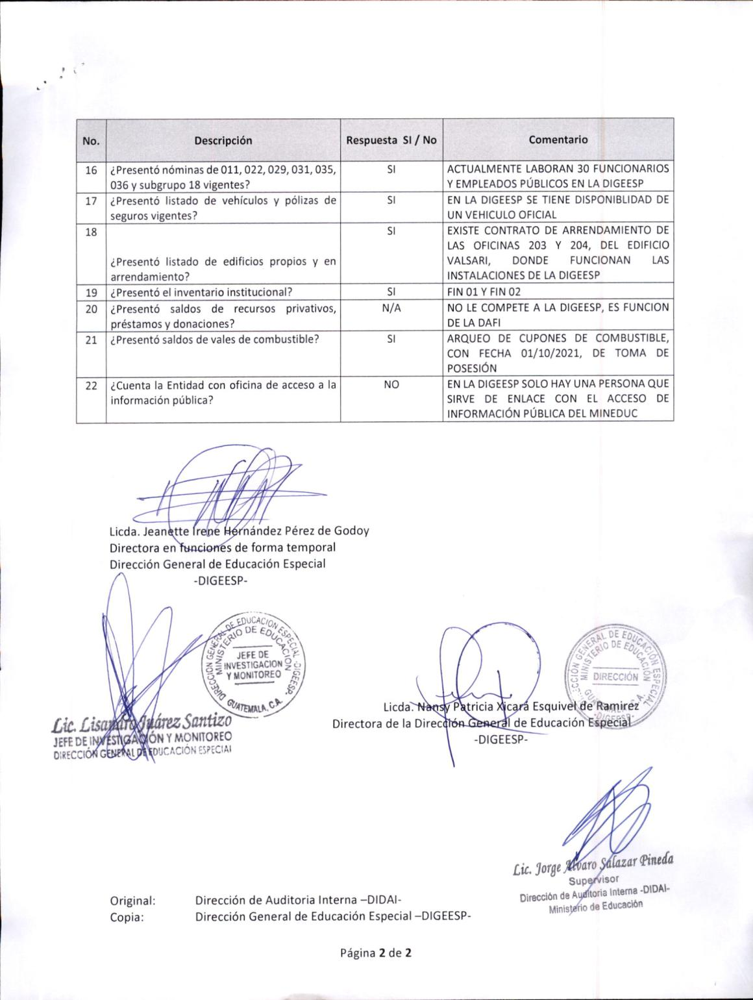 No. Descripción Respuesta SI / No Comentario
16 ¿Presentó nóminas de 011, 022, 029, 031, 035, SI ACTUALMENTE LABORAN 30 FUNCIONARIOS
036 y subgrupo 18 vigentes? Y EMPLEADOS PÚBLICOS EN LA DIGEESP
17 ¿Presentó listado de vehículos y pólizas de SI EN LA DIGEESP SE TIENE DISPONIBLIDAD DE
seguros vigentes? UN VEHICULO OFICIAL
18 SI EXISTE CONTRATO DE ARRENDAMIENTO DE
LAS OFICINAS 203 Y 204, DEL EDIFICIO
¿Presentó listado de edificios propios y en VALSARI, DONDE FUNCIONAN LAS
arrendamiento? INSTALACIONES DE LA DIGEESP
19 ¿Presentó el inventario institucional? SI FIN 01 Y FIN 02
20 ¿Presentó saldos de recursos privativos, N/A NO LE COMPETE A LA DIGEESP, ES FUNCION
préstamos y donaciones? DE LA DAFI
21 ¿Presentó saldos de vales de combustible? SI ARQUEO DE CUPONES DE COMBUSTIBLE,
CON FECHA 01/10/2021, DE TOMA DE
POSESIÓN
22 ¿Cuenta la Entidad con oficina de acceso a la NO EN LA DIGEESP SOLO HAY UNA PERSONA QUE
información pública? SIRVE DE ENLACE CON EL ACCESO DE
INFORMACIÓN PÚBLICA DEL MINEDUC
Licda. Jeanette Irene Hernández Pérez de Godoy
Directora en funciones de forma temporal
Dirección General de Educación Especial
-DIGEESP-
DIRECCIÓN GENERAL DE EDUCACION ESPECIAL -DIGEESP-
MINISTERIO DE EDUCACION
JEFE DE
INVESTIGACION
Y MONITOREO
GUATEMALA, C.A.
Lic. Lisandro Juárez Santizo
JEFE DE INVESTIGACIÓN Y MONITOREO
DIRECCIÓN GENERAL DE EDUCACIÓN ESPECIAL
DIRECCIÓN GENERAL DE EDUCACIÓN ESPECIAL
MINISTERIO DE EDUCACIÓN
DIRECCIÓN
GUATEMALA, C. A.
-DIGEESP-
Licda. Nansy Patricia Xicará Esquivel de Ramirez
Directora de la Dirección General de Educación Especial
-DIGEESP-
Lic. Jorge Alvaro Salazar Pineda
Supervisor
Dirección de Auditoria Interna -DIDAI-
Ministerio de Educación
Original: Dirección de Auditoria Interna –DIDAI-
Copia: Dirección General de Educación Especial –DIGEESP-
Página 2 de 2